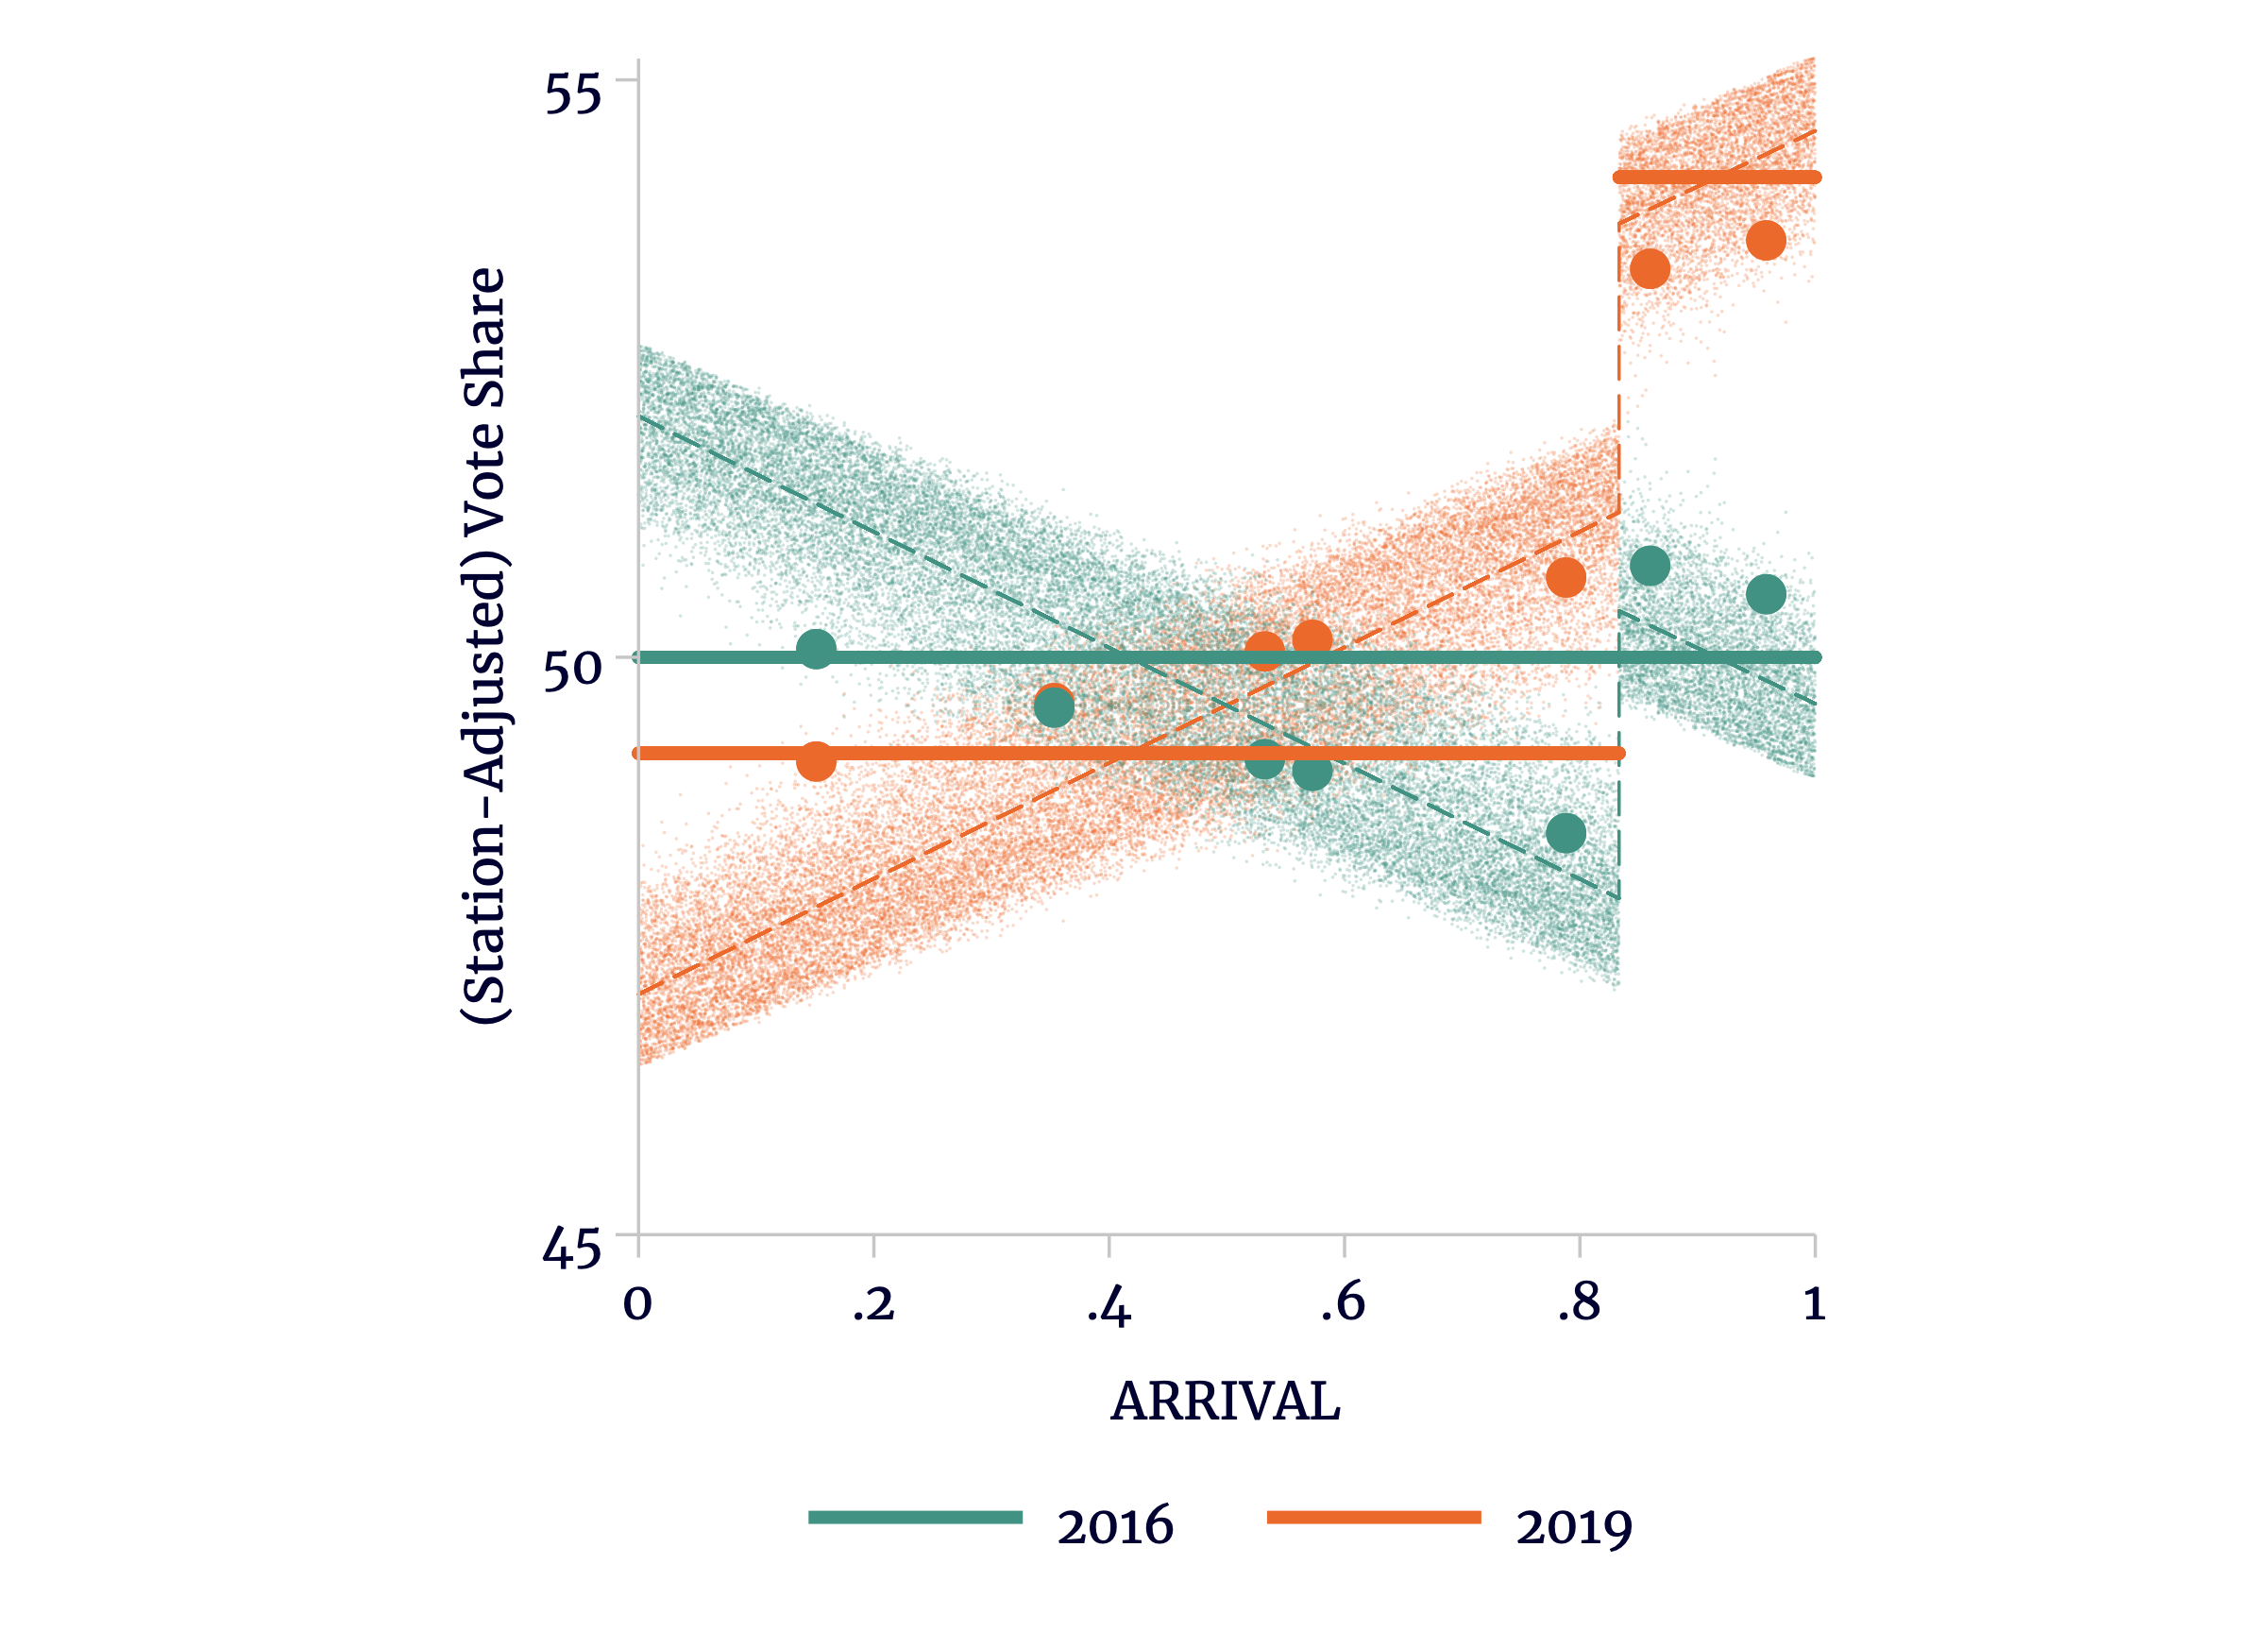 (Station-Adjusted) Vote Share
55
50
45
0 .2 .4 .6 .8 1
ARRIVAL
2016 2019